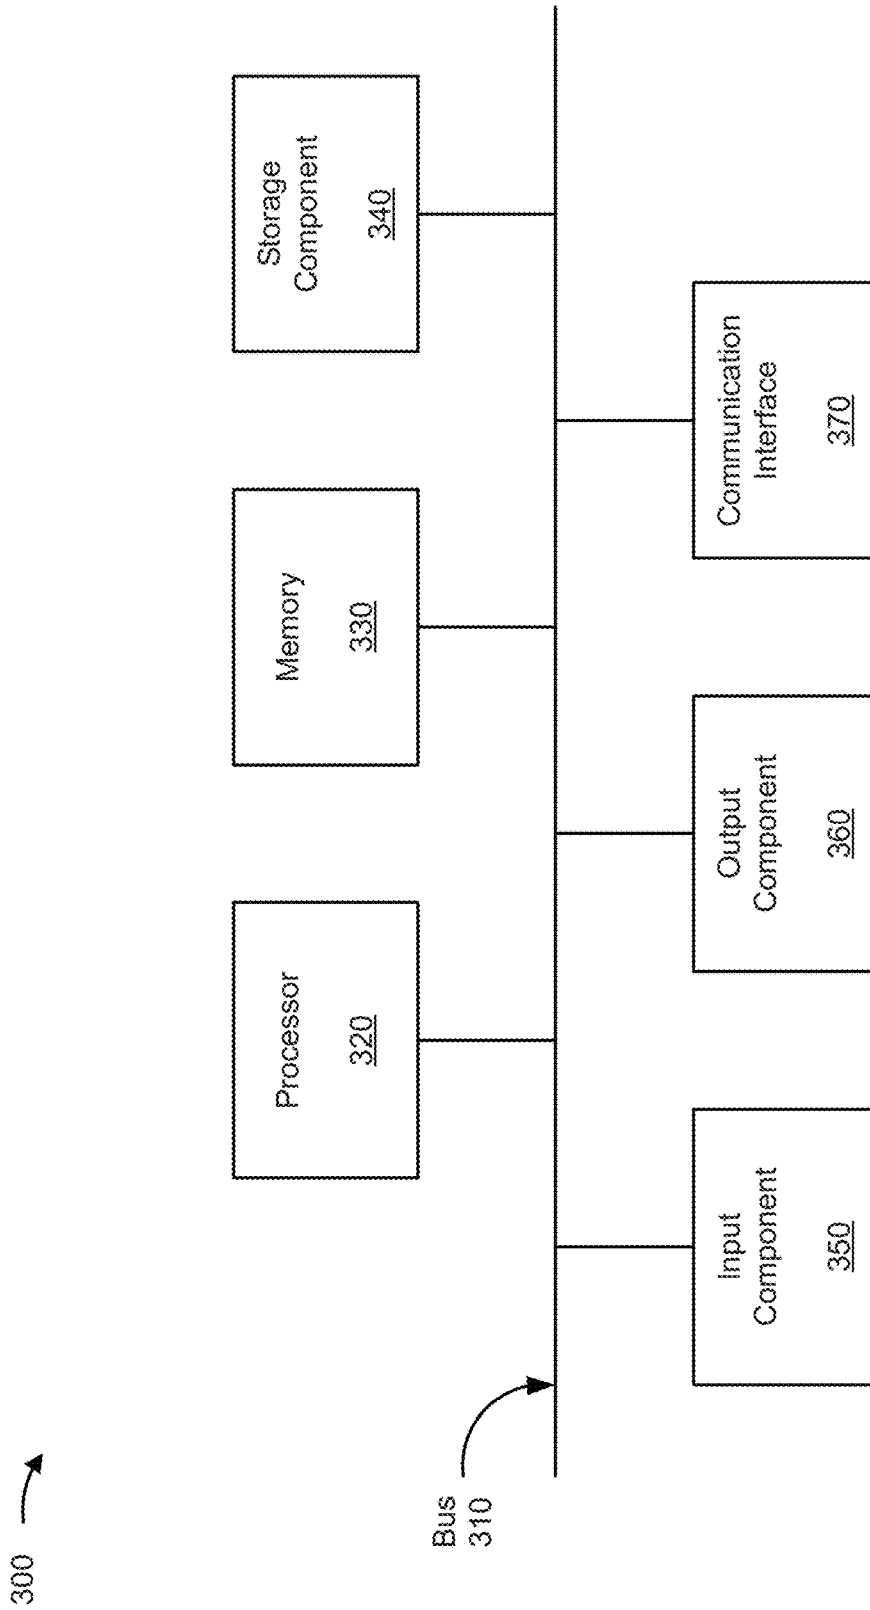 300
Bus
310
Processor
320
Memory
330
Storage
Component
340
Input
Component
350
Output
Component
360
Communication
Interface
370